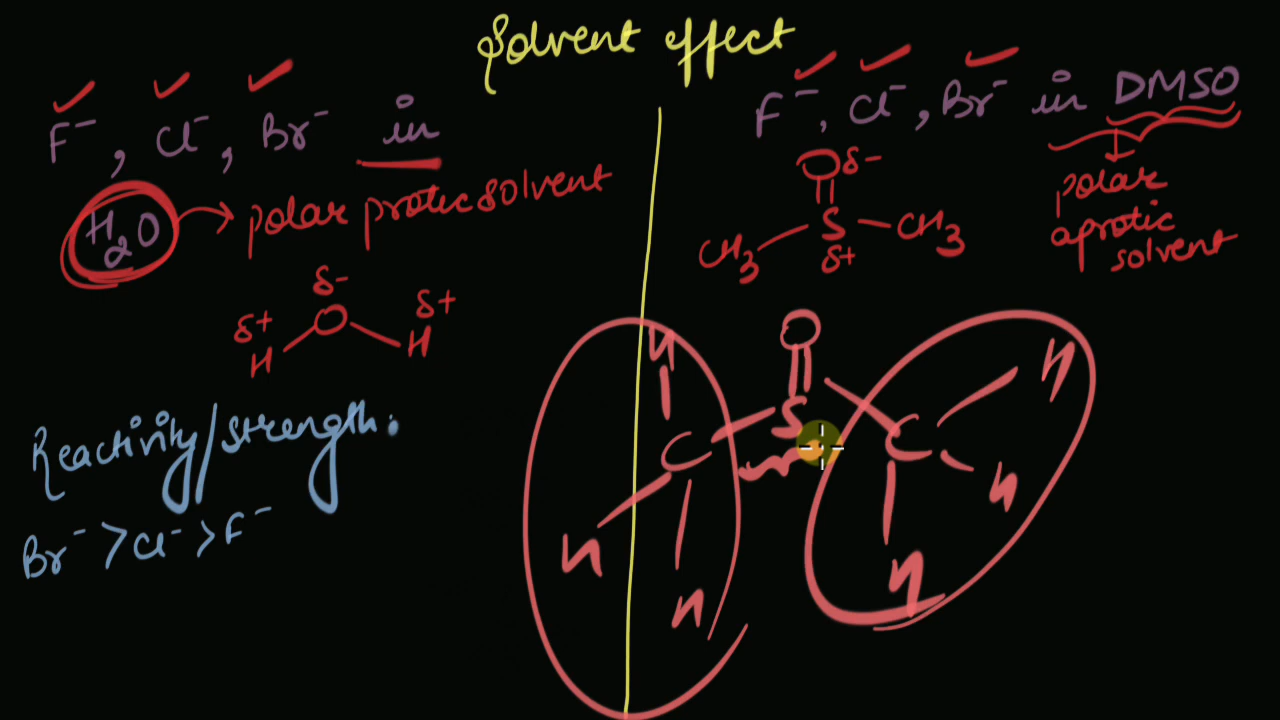 Solvent effect
F⁻, Cl⁻, Br⁻ in
H₂O → polar protic solvent
δ-
δ+ O δ+
H H
Reactivity/strength:
Br⁻ > Cl⁻ > F⁻
F⁻, Cl⁻, Br⁻ in DMSO
polar
aprotic
solvent
O δ-
CH₃ S CH₃
δ+
O
H S H
C C
H H
H H